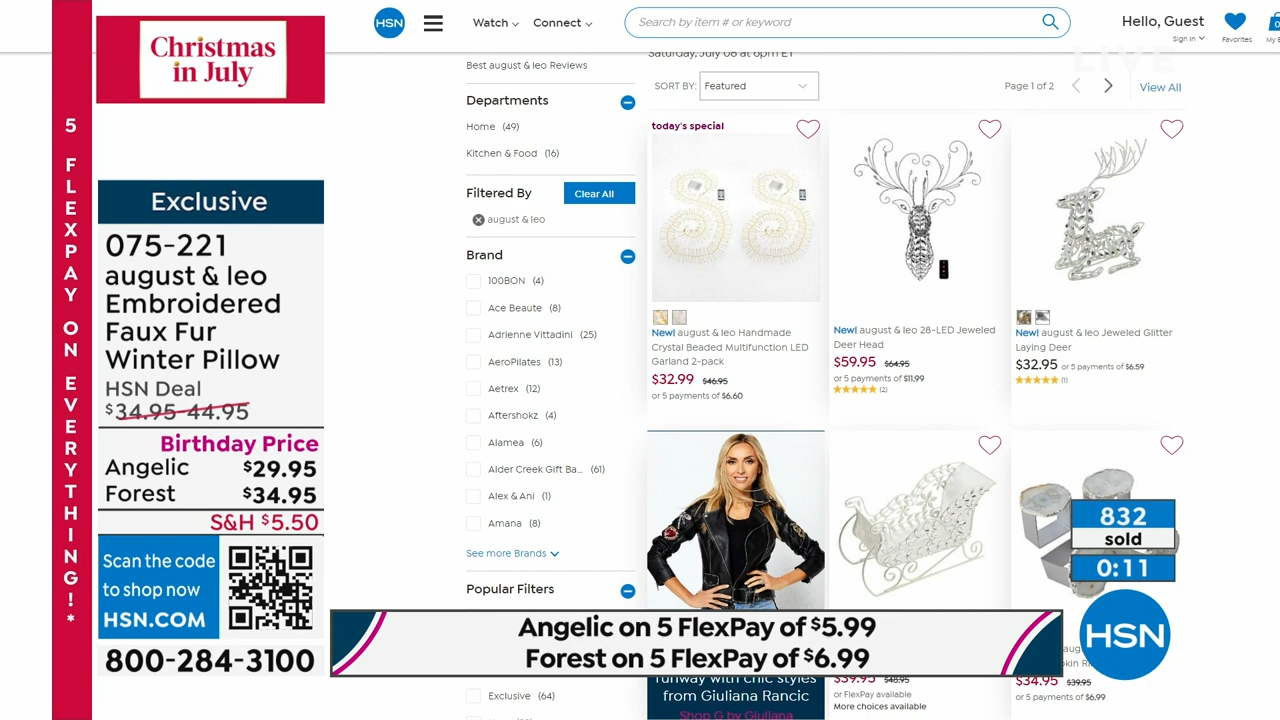 Christmas
in July
5 FLEXPAY ON EVERYTHING!*
Exclusive
075-221
august & leo
Embroidered
Faux Fur
Winter Pillow
HSN Deal
$34.95-44.95
Birthday Price
Angelic $29.95
Forest $34.95
S&H $5.50
Scan the code
to shop now
HSN.COM
800-284-3100
HSN
Watch
Connect
Search by item # or keyword
Hello, Guest
Sign In
Favorites
LIVE
Saturday, July 08 at 6pm ET
Best august & leo Reviews
Departments
Home (49)
Kitchen & Food (16)
Filtered By
Clear All
august & leo
Brand
100BON (4)
Ace Beaute (8)
Adrienne Vittadini (25)
AeroPilates (13)
Aetrex (12)
Aftershokz (4)
Alamea (6)
Alder Creek Gift Ba... (61)
Alex & Ani (1)
Amana (8)
See more Brands
Popular Filters
Exclusive (64)
SORT BY:
Featured
Page 1 of 2
View All
today's special
New! august & leo Handmade
Crystal Beaded Multifunction LED
Garland 2-pack
$32.99 $46.95
or 5 payments of $6.60
New! august & leo 28-LED Jeweled
Deer Head
$59.95 $64.95
or 5 payments of $11.99
(2)
New! august & leo Jeweled Glitter
Laying Deer
$32.95 or 5 payments of $6.59
(1)
runway with chic styles
from Giuliana Rancic
Shop G by Giuliana
$39.95 $48.95
or FlexPay available
More choices available
$34.95 $39.95
or 5 payments of $6.99
832
sold
0:11
Angelic on 5 FlexPay of $5.99
Forest on 5 FlexPay of $6.99
HSN